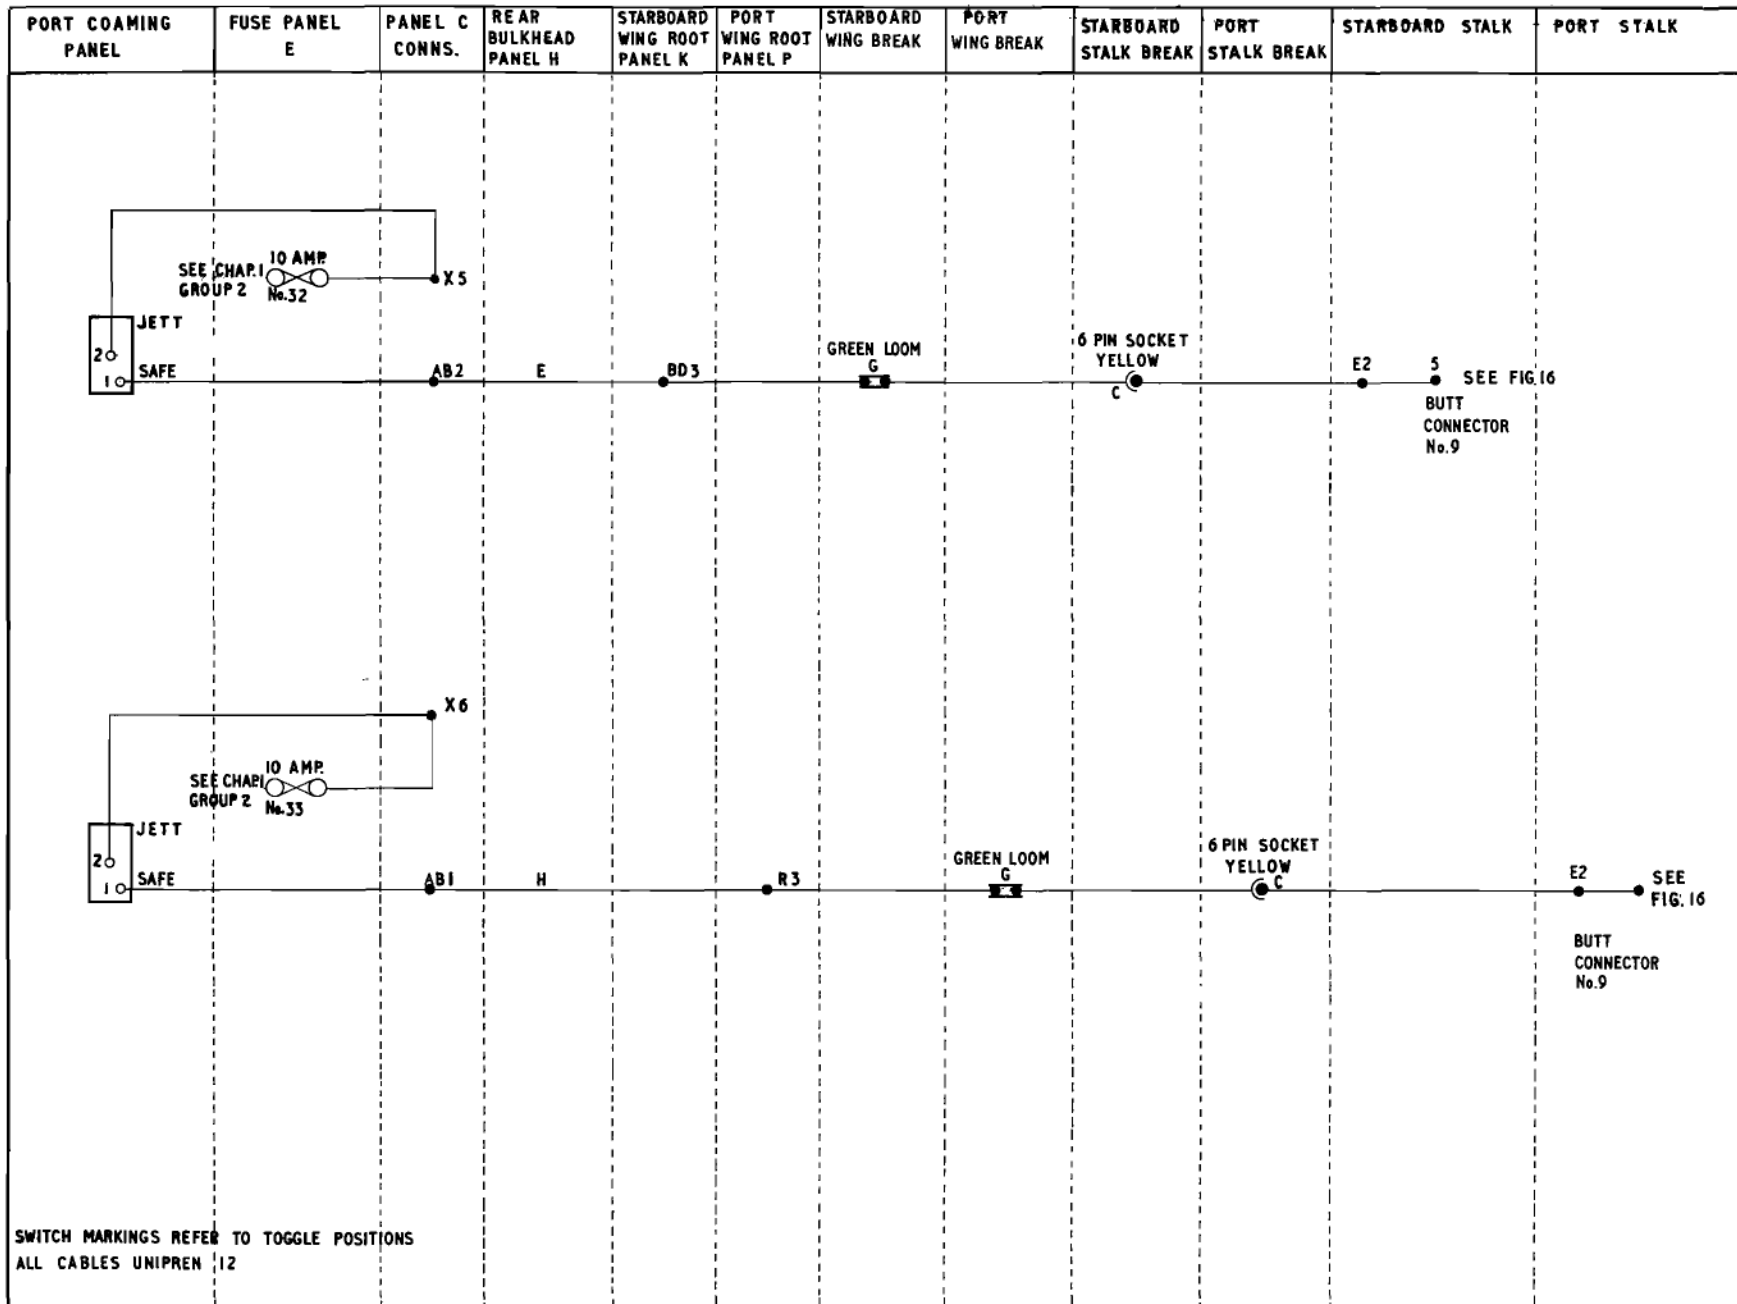 PORT COAMING
PANEL
FUSE PANEL
E
PANEL C
CONNS.
REAR
BULKHEAD
PANEL H
STARBOARD
WING ROOT
PANEL K
PORT
WING ROOT
PANEL P
STARBOARD
WING BREAK
PORT
WING BREAK
STARBOARD
STALK BREAK
PORT
STALK BREAK
STARBOARD STALK
PORT STALK
SEE CHAP. 1
GROUP 2
10 AMP.
No.32
X5
JETT
2
1
SAFE
AB2
E
BD3
GREEN LOOM
G
6 PIN SOCKET
YELLOW
C
E2
5
SEE FIG 16
BUTT
CONNECTOR
No.9
X6
SEE CHAP. 1
GROUP 2
10 AMP.
No.33
JETT
2
1
SAFE
AB1
H
R3
GREEN LOOM
G
6 PIN SOCKET
YELLOW
C
E2
SEE
FIG. 16
BUTT
CONNECTOR
No.9
SWITCH MARKINGS REFER TO TOGGLE POSITIONS
ALL CABLES UNIPREN 12